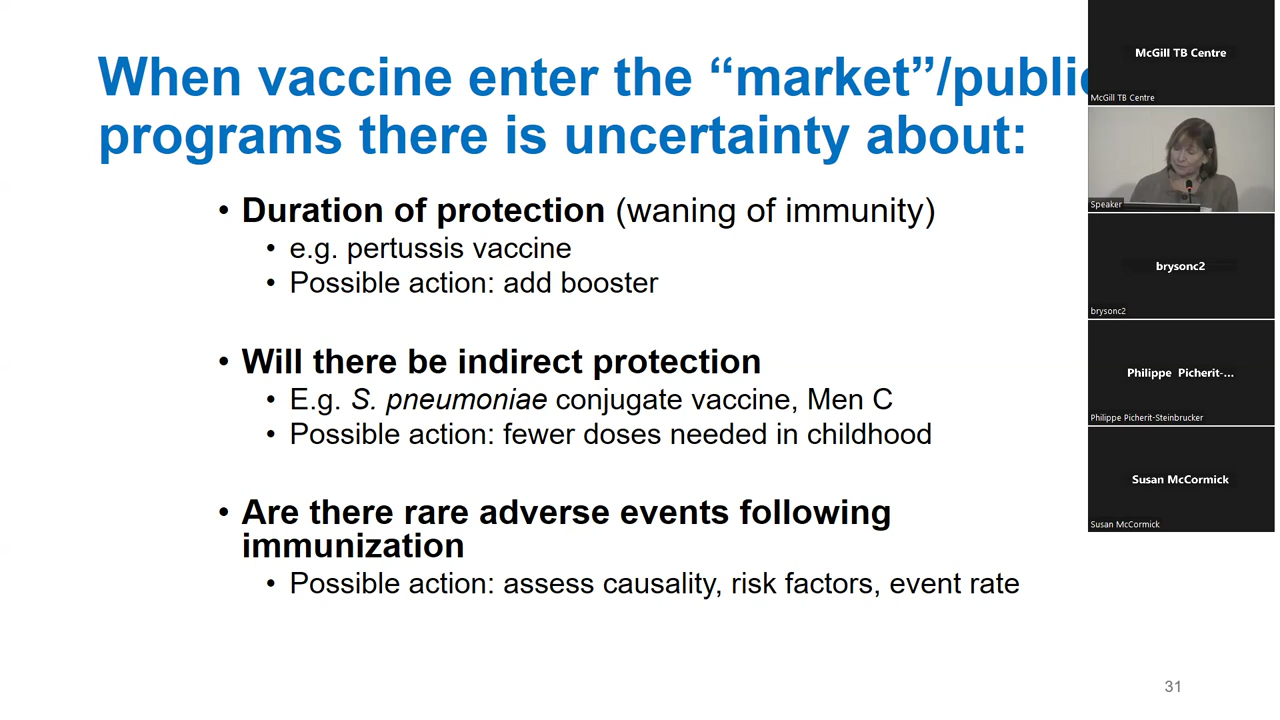 When vaccine enter the “market”/public
programs there is uncertainty about:
• Duration of protection (waning of immunity)
• e.g. pertussis vaccine
• Possible action: add booster
• Will there be indirect protection
• E.g. S. pneumoniae conjugate vaccine, Men C
• Possible action: fewer doses needed in childhood
• Are there rare adverse events following
immunization
• Possible action: assess causality, risk factors, event rate
31
McGill TB Centre
McGill TB Centre
Speaker
brysonc2
brysonc2
Philippe Picherit-...
Philippe Picherit-Steinbrucker
Susan McCormick
Susan McCormick